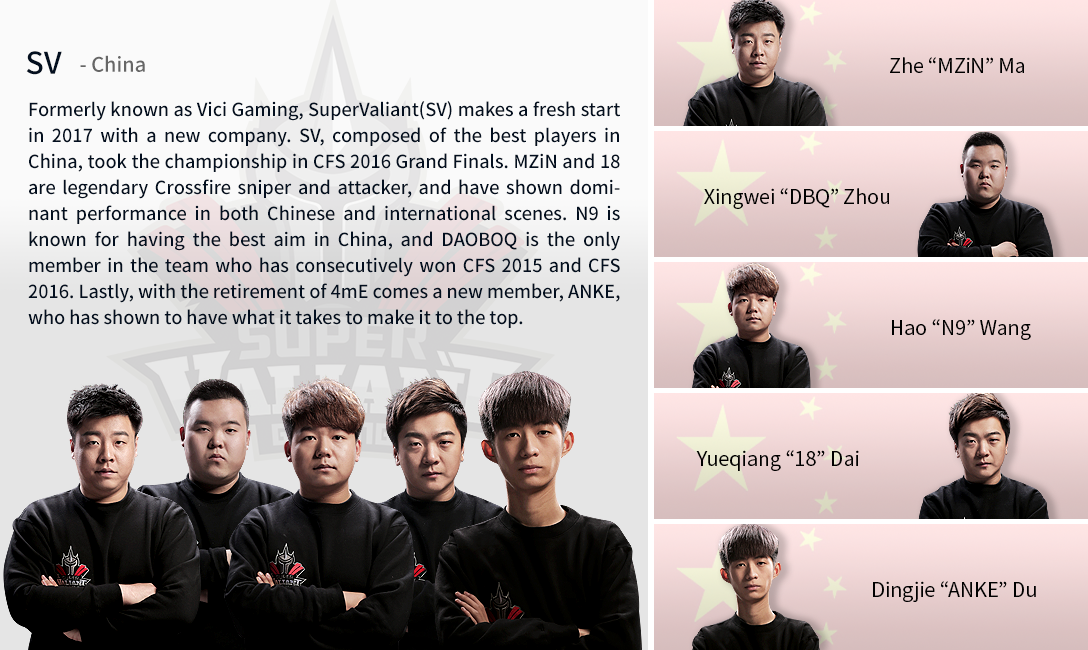 SV - China
Formerly known as Vici Gaming, SuperValiant(SV) makes a fresh start
in 2017 with a new company. SV, composed of the best players in
China, took the championship in CFS 2016 Grand Finals. MZiN and 18
are legendary Crossfire sniper and attacker, and have shown domi-
nant performance in both Chinese and international scenes. N9 is
known for having the best aim in China, and DAOBOQ is the only
member in the team who has consecutively won CFS 2015 and CFS
2016. Lastly, with the retirement of 4mE comes a new member, ANKE,
who has shown to have what it takes to make it to the top.
SUPER
VALIANT
Zhe “MZiN” Ma
Xingwei “DBQ” Zhou
Hao “N9” Wang
Yueqiang “18” Dai
Dingjie “ANKE” Du